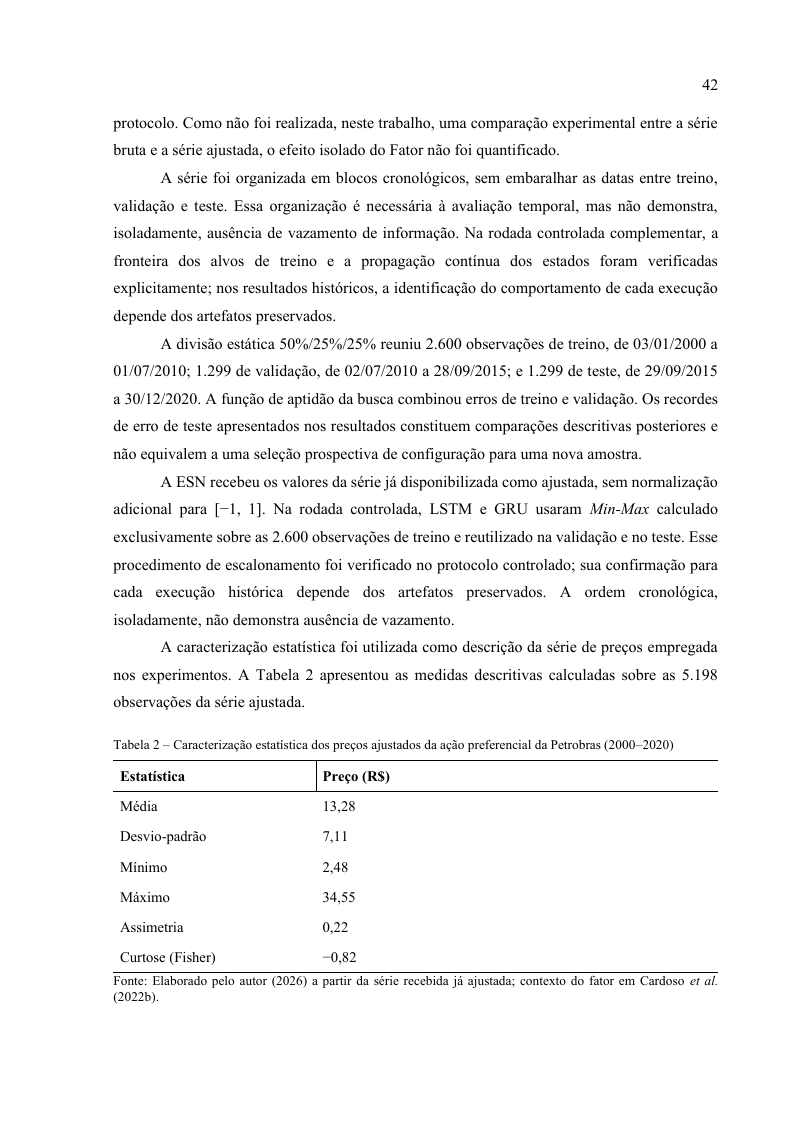 42
protocolo. Como não foi realizada, neste trabalho, uma comparação experimental entre a série
bruta e a série ajustada, o efeito isolado do Fator não foi quantificado.
A série foi organizada em blocos cronológicos, sem embaralhar as datas entre treino,
validação e teste. Essa organização é necessária à avaliação temporal, mas não demonstra,
isoladamente, ausência de vazamento de informação. Na rodada controlada complementar, a
fronteira dos alvos de treino e a propagação contínua dos estados foram verificadas
explicitamente; nos resultados históricos, a identificação do comportamento de cada execução
depende dos artefatos preservados.
A divisão estática 50%/25%/25% reuniu 2.600 observações de treino, de 03/01/2000 a
01/07/2010; 1.299 de validação, de 02/07/2010 a 28/09/2015; e 1.299 de teste, de 29/09/2015
a 30/12/2020. A função de aptidão da busca combinou erros de treino e validação. Os recordes
de erro de teste apresentados nos resultados constituem comparações descritivas posteriores e
não equivalem a uma seleção prospectiva de configuração para uma nova amostra.
A ESN recebeu os valores da série já disponibilizada como ajustada, sem normalização
adicional para [−1, 1]. Na rodada controlada, LSTM e GRU usaram Min-Max calculado
exclusivamente sobre as 2.600 observações de treino e reutilizado na validação e no teste. Esse
procedimento de escalonamento foi verificado no protocolo controlado; sua confirmação para
cada execução histórica depende dos artefatos preservados. A ordem cronológica,
isoladamente, não demonstra ausência de vazamento.
A caracterização estatística foi utilizada como descrição da série de preços empregada
nos experimentos. A Tabela 2 apresentou as medidas descritivas calculadas sobre as 5.198
observações da série ajustada.
Tabela 2 – Caracterização estatística dos preços ajustados da ação preferencial da Petrobras (2000–2020)
Estatística Preço (R$)
Média 13,28
Desvio-padrão 7,11
Mínimo 2,48
Máximo 34,55
Assimetria 0,22
Curtose (Fisher) −0,82
Fonte: Elaborado pelo autor (2026) a partir da série recebida já ajustada; contexto do fator em Cardoso et al.
(2022b).